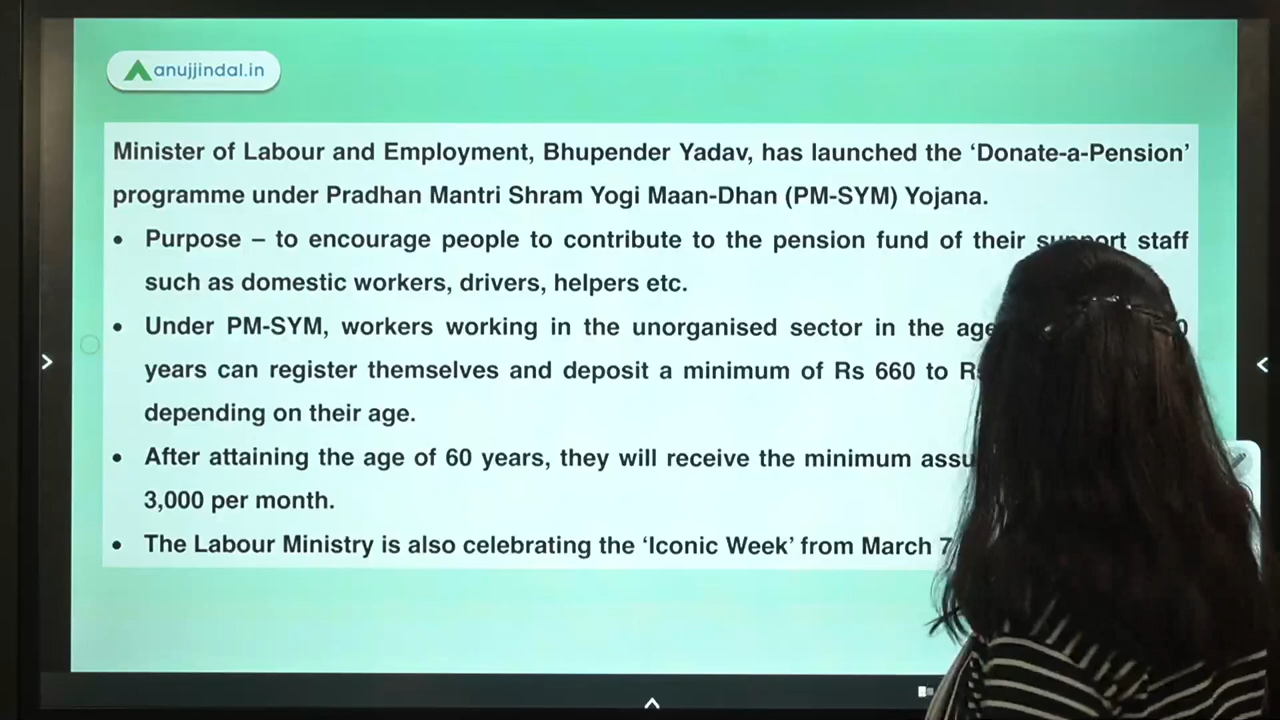 anujjindal.in
Minister of Labour and Employment, Bhupender Yadav, has launched the ‘Donate-a-Pension’
programme under Pradhan Mantri Shram Yogi Maan-Dhan (PM-SYM) Yojana.
• Purpose – to encourage people to contribute to the pension fund of their support staff
such as domestic workers, drivers, helpers etc.
• Under PM-SYM, workers working in the unorganised sector in the age
years can register themselves and deposit a minimum of Rs 660 to
depending on their age.
• After attaining the age of 60 years, they will receive the minimum
3,000 per month.
• The Labour Ministry is also celebrating the ‘Iconic Week’ from March 7